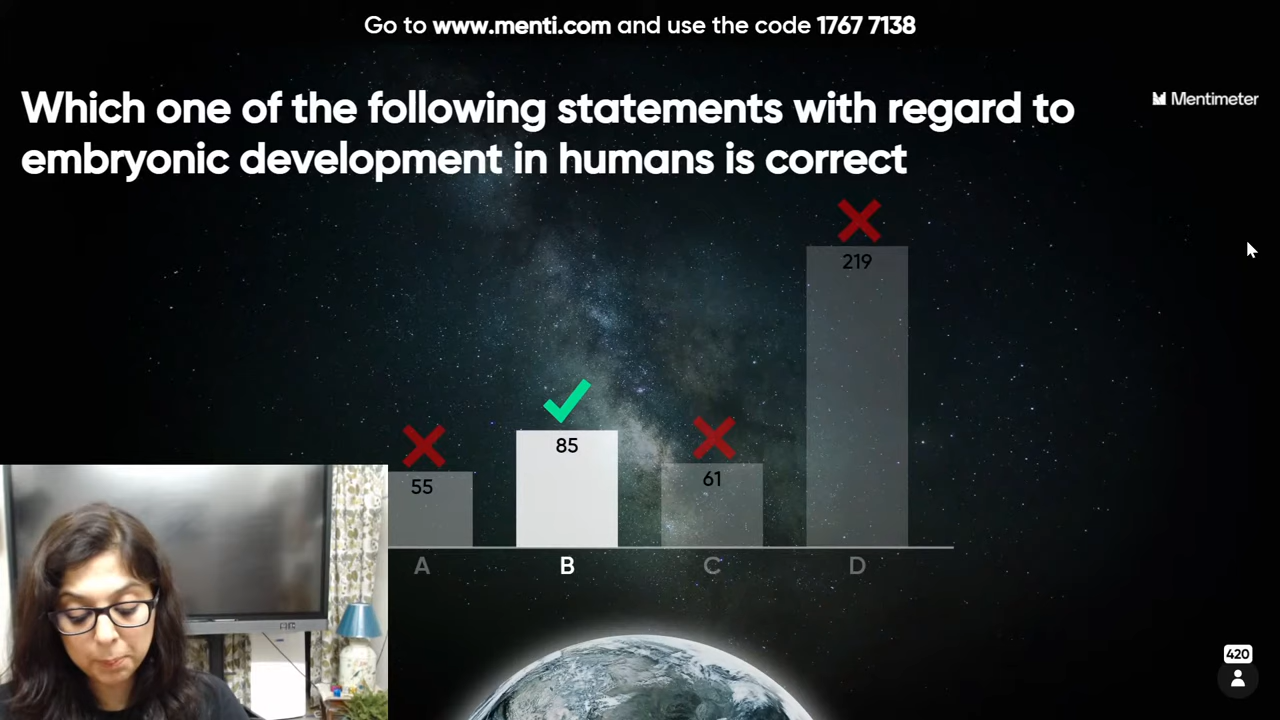 Go to www.menti.com and use the code 1767 7138
Which one of the following statements with regard to
embryonic development in humans is correct
Mentimeter
219
85
61
55
A
B
C
D
420